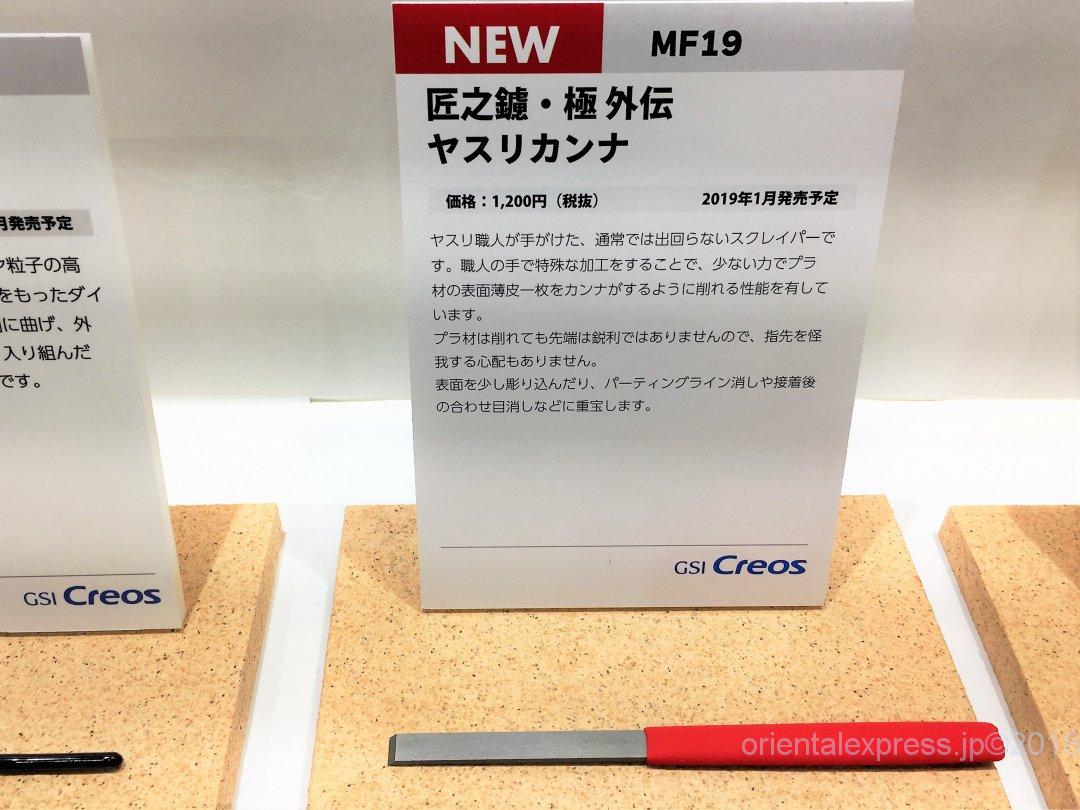 月発売予定
ヤ粒子の高
をもったダイ
に曲げ、外
入り組んだ
です。
GSI Creos
NEW
MF19
匠之鑢・極 外伝
ヤスリカンナ
価格：1,200円（税抜）
2019年1月発売予定
ヤスリ職人が手がけた、通常では出回らないスクレイパーで
す。職人の手で特殊な加工をすることで、少ない力でプラ
材の表面薄皮一枚をカンナがするように削れる性能を有して
います。
プラ材は削れても先端は鋭利ではありませんので、指先を怪
我する心配もありません。
表面を少し彫り込んだり、パーティングライン消しや接着後
の合わせ目消しなどに重宝します。
GSI Creos
orientalexpress.jp©201